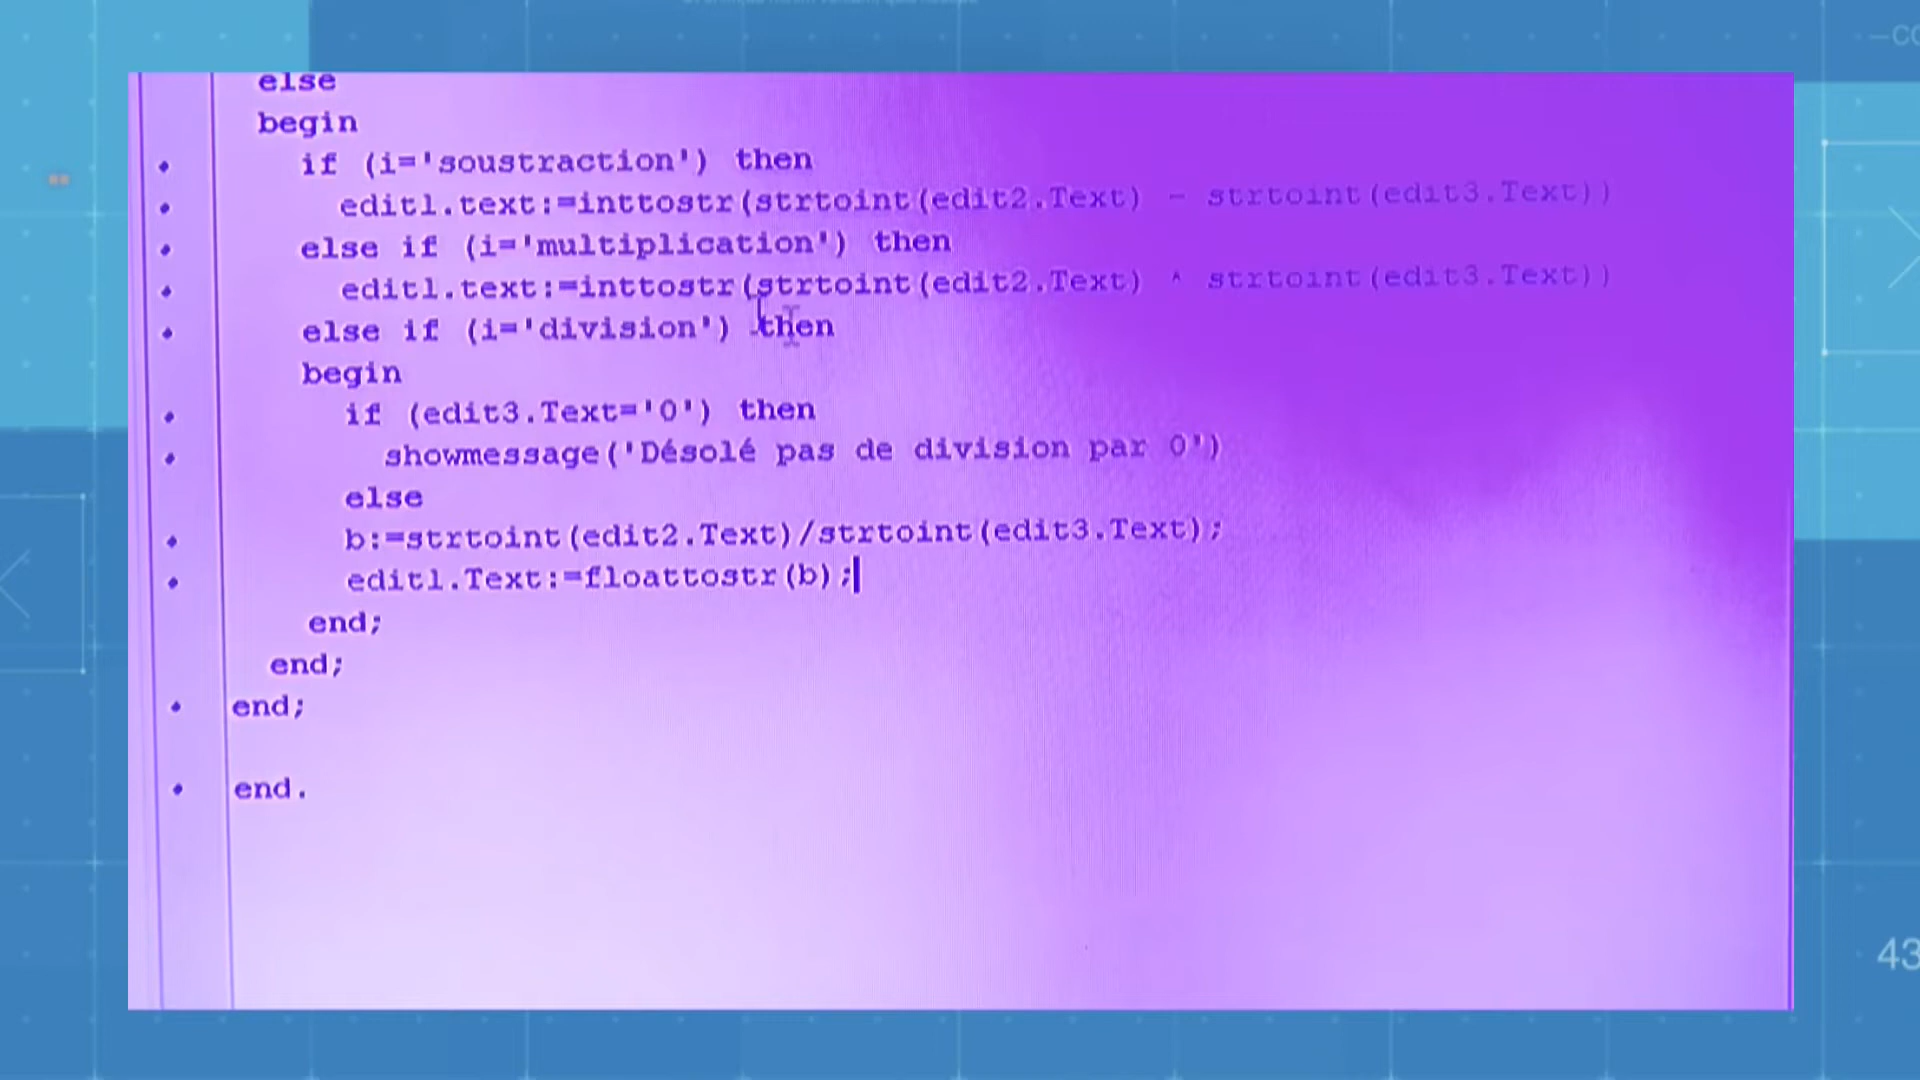 else
begin
if (i='soustraction') then
edit1.text:=inttostr(strtoint(edit2.Text) - strtoint(edit3.Text))
else if (i='multiplication') then
edit1.text:=inttostr(strtoint(edit2.Text) * strtoint(edit3.Text))
else if (i='division') then
begin
if (edit3.Text='0') then
showmessage('Désolé pas de division par 0')
else
b:=strtoint(edit2.Text)/strtoint(edit3.Text);
edit1.Text:=floattostr(b);
end;
end;
end;
end.
43